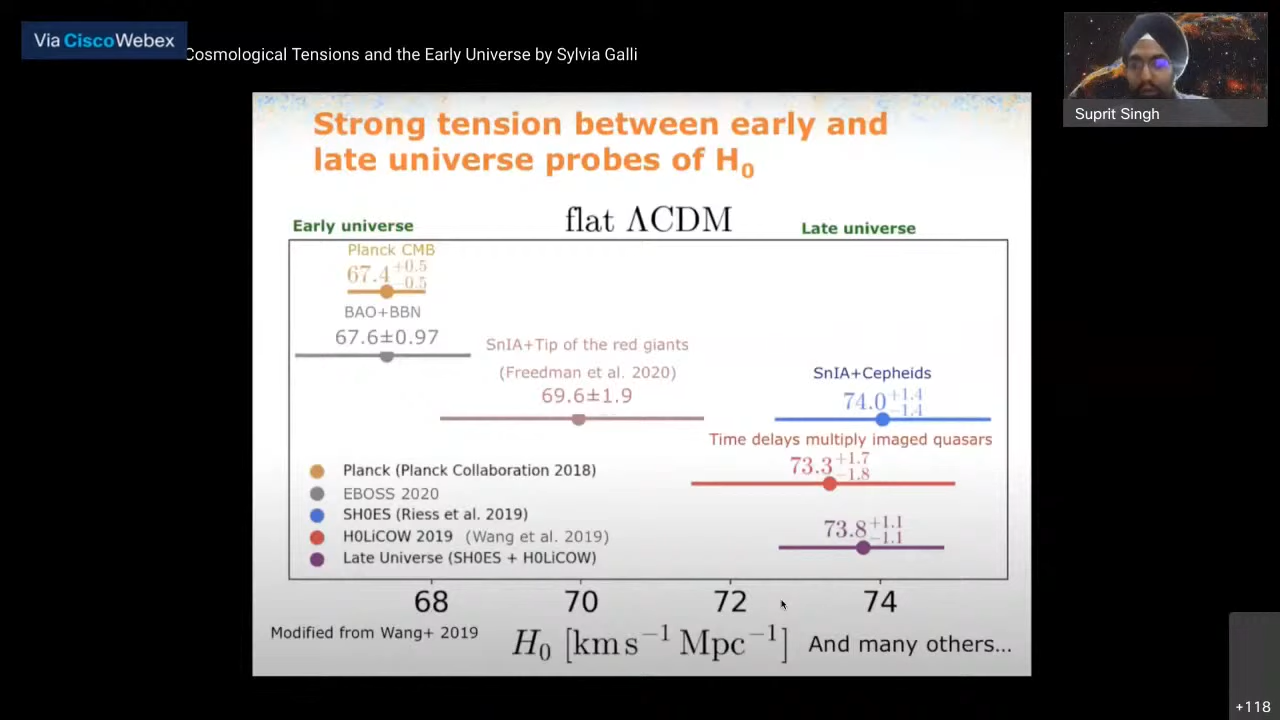 Via Cisco Webex
Cosmological Tensions and the Early Universe by Sylvia Galli
Suprit Singh
Strong tension between early and
late universe probes of H₀
flat ΛCDM
Early universe
Late universe
Planck CMB
67.4 +0.5 −0.5
BAO+BBN
67.6±0.97
SnIA+Tip of the red giants
(Freedman et al. 2020)
69.6±1.9
SnIA+Cepheids
74.0 +1.4 −1.4
Time delays multiply imaged quasars
73.3 +1.7 −1.8
73.8 +1.1 −1.1
Planck (Planck Collaboration 2018)
EBOSS 2020
SH0ES (Riess et al. 2019)
H0LiCOW 2019 (Wang et al. 2019)
Late Universe (SH0ES + H0LiCOW)
68 70 72 74
Modified from Wang+ 2019
H₀ [km s⁻¹ Mpc⁻¹]
And many others...
+118